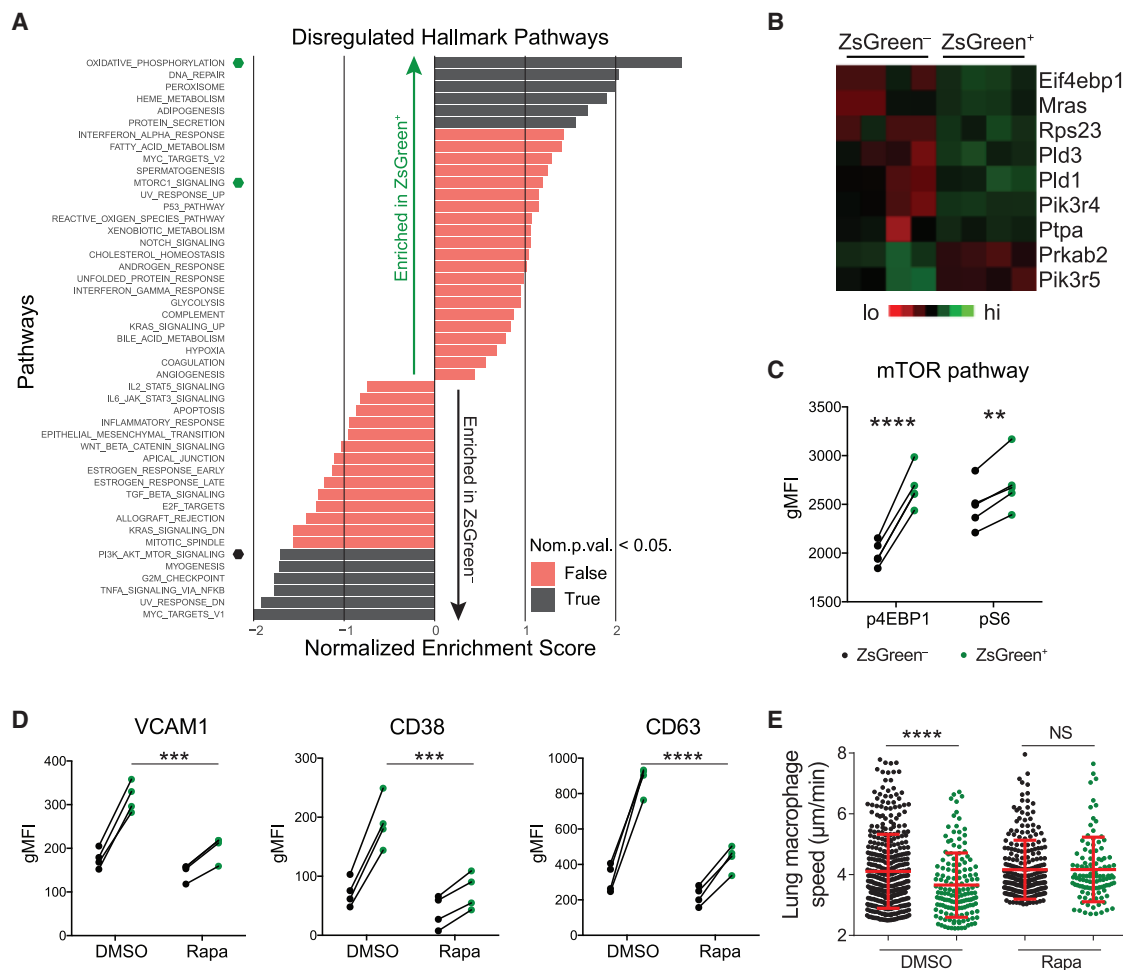 A
Disregulated Hallmark Pathways
Pathways
OXIDATIVE_PHOSPHORYLATION
DNA_REPAIR
PEROXISOME
HEME_METABOLISM
ADIPOGENESIS
PROTEIN_SECRETION
INTERFERON_ALPHA_RESPONSE
FATTY_ACID_METABOLISM
MYC_TARGETS_V2
SPERMATOGENESIS
MTORC1_SIGNALING
UV_RESPONSE_UP
P53_PATHWAY
REACTIVE_OXIGEN_SPECIES_PATHWAY
XENOBIOTIC_METABOLISM
NOTCH_SIGNALING
CHOLESTEROL_HOMEOSTASIS
ANDROGEN_RESPONSE
UNFOLDED_PROTEIN_RESPONSE
INTERFERON_GAMMA_RESPONSE
GLYCOLYSIS
COMPLEMENT
KRAS_SIGNALING_UP
BILE_ACID_METABOLISM
HYPOXIA
COAGULATION
ANGIOGENESIS
IL2_STAT5_SIGNALING
IL6_JAK_STAT3_SIGNALING
APOPTOSIS
INFLAMMATORY_RESPONSE
EPITHELIAL_MESENCHYMAL_TRANSITION
WNT_BETA_CATENIN_SIGNALING
APICAL_JUNCTION
ESTROGEN_RESPONSE_EARLY
ESTROGEN_RESPONSE_LATE
TGF_BETA_SIGNALING
E2F_TARGETS
ALLOGRAFT_REJECTION
KRAS_SIGNALING_DN
MITOTIC_SPINDLE
PI3K_AKT_MTOR_SIGNALING
MYOGENESIS
G2M_CHECKPOINT
TNFA_SIGNALING_VIA_NFKB
UV_RESPONSE_DN
MYC_TARGETS_V1
Enriched in ZsGreen⁺
Enriched in ZsGreen⁻
Nom.p.val. < 0.05.
False
True
−2 −1 0 1 2
Normalized Enrichment Score
B
ZsGreen⁻ ZsGreen⁺
Eif4ebp1
Mras
Rps23
Pld3
Pld1
Pik3r4
Ptpa
Prkab2
Pik3r5
lo hi
C
mTOR pathway
gMFI
3500
3000
2500
2000
1500
**** **
p4EBP1 pS6
ZsGreen⁻ ZsGreen⁺
D
VCAM1
gMFI
400
300
200
100
0
***
DMSO Rapa
CD38
gMFI
300
200
100
0
***
DMSO Rapa
CD63
gMFI
1000
800
600
400
200
0
****
DMSO Rapa
E
Lung macrophage
speed (μm/min)
8
6
4
2
**** NS
DMSO Rapa